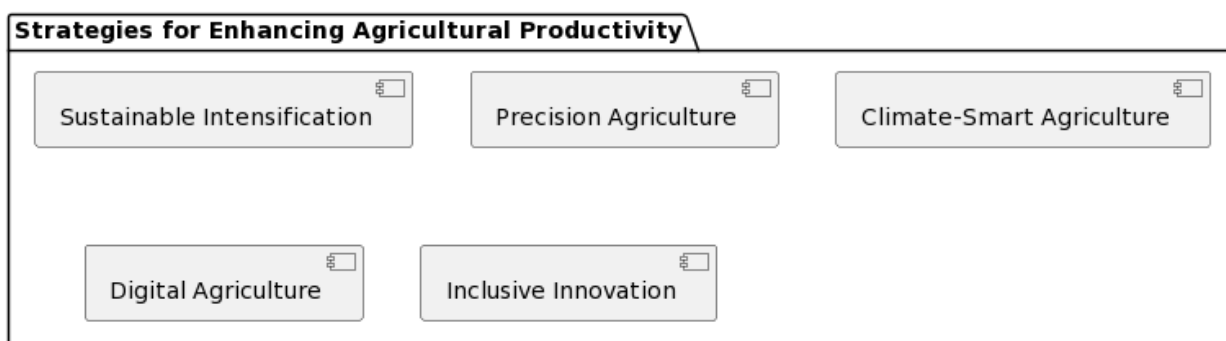 Strategies for Enhancing Agricultural Productivity
Sustainable Intensification
Precision Agriculture
Climate-Smart Agriculture
Digital Agriculture
Inclusive Innovation